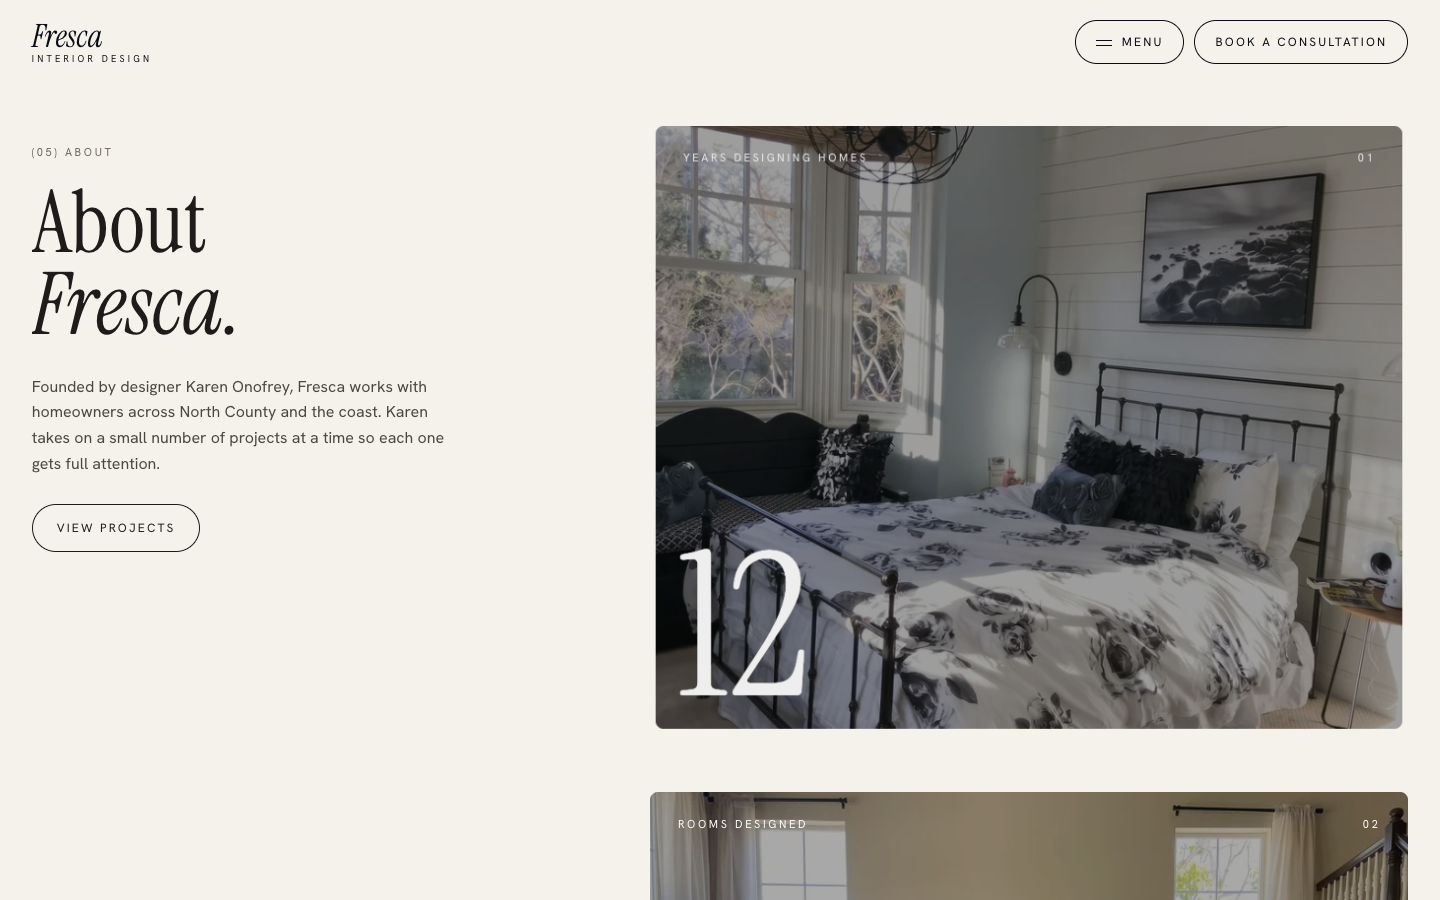 Fresca
INTERIOR DESIGN
MENU
BOOK A CONSULTATION
(05) ABOUT
About
Fresca.
Founded by designer Karen Onofrey, Fresca works with
homeowners across North County and the coast. Karen
takes on a small number of projects at a time so each one
gets full attention.
VIEW PROJECTS
YEARS DESIGNING HOMES
01
12
ROOMS DESIGNED
02